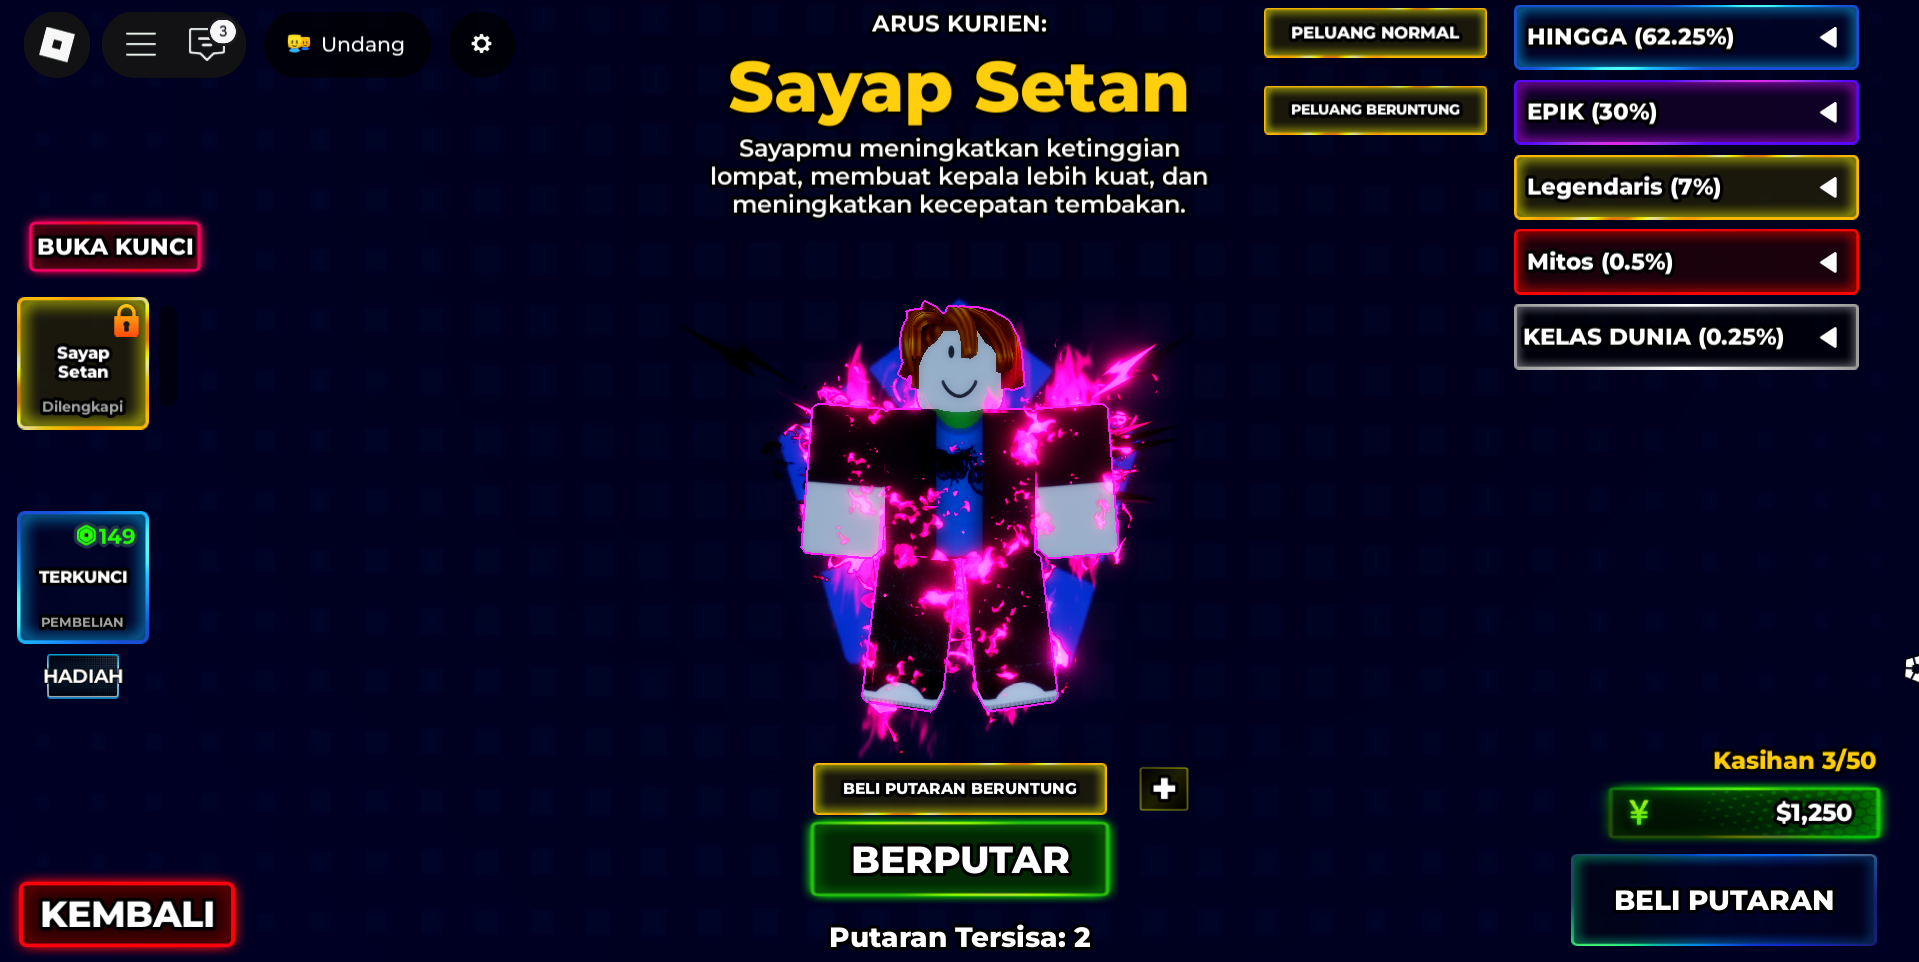 3
Undang
ARUS KURIEN:
Sayap Setan
Sayapmu meningkatkan ketinggian
lompat, membuat kepala lebih kuat, dan
meningkatkan kecepatan tembakan.
PELUANG NORMAL
PELUANG BERUNTUNG
HINGGA (62.25%)
EPIK (30%)
Legendaris (7%)
Mitos (0.5%)
KELAS DUNIA (0.25%)
BUKA KUNCI
Sayap
Setan
Dilengkapi
149
TERKUNCI
PEMBELIAN
HADIAH
KEMBALI
BELI PUTARAN BERUNTUNG
+
BERPUTAR
Putaran Tersisa: 2
Kasihan 3/50
¥ $1,250
BELI PUTARAN